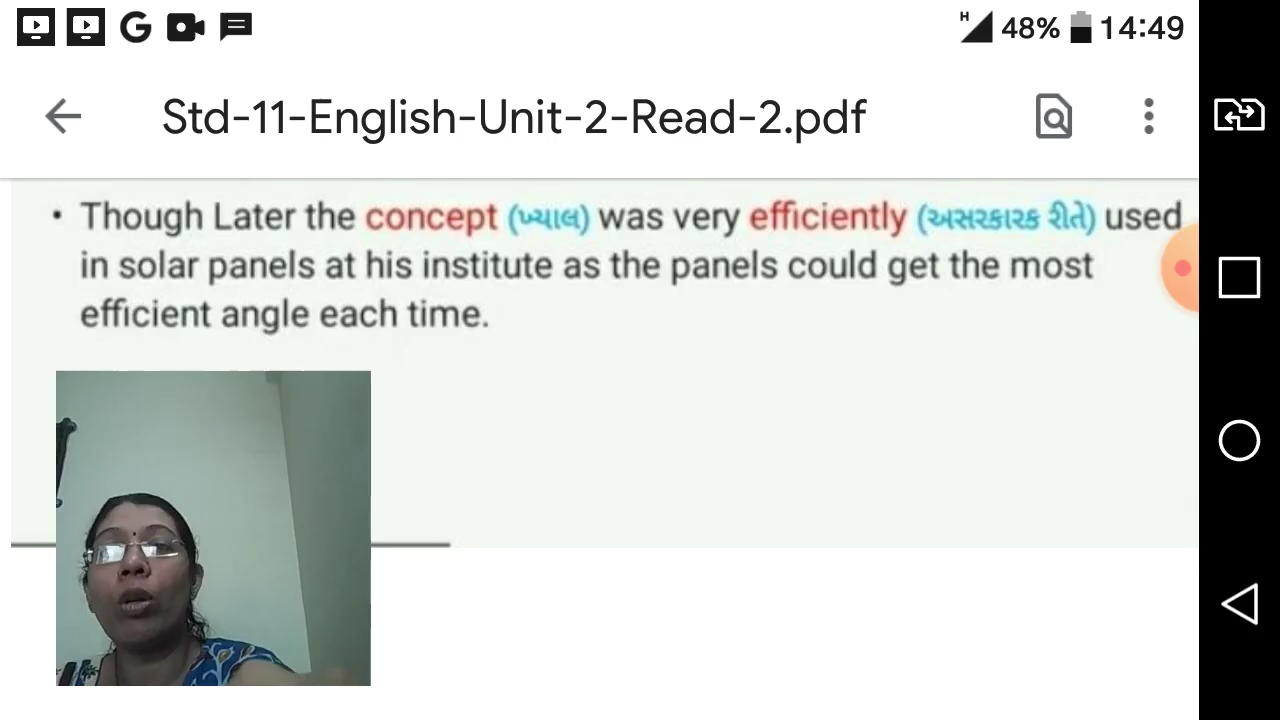 H 48% 14:49
Std-11-English-Unit-2-Read-2.pdf
• Though Later the concept (ખ્યાલ) was very efficiently (અસરકારક રીતે) used
in solar panels at his institute as the panels could get the most
efficient angle each time.